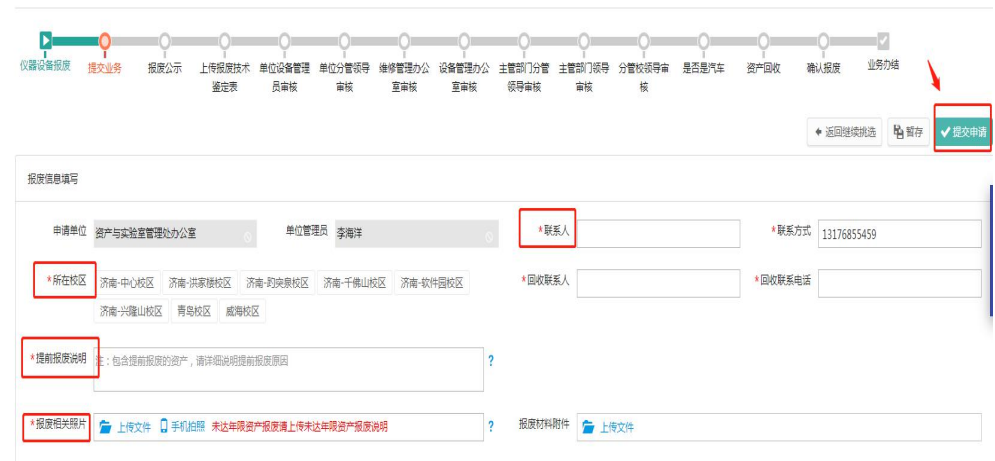 仪器设备报废 提交业务 报废公示 上传报废技术鉴定表 单位设备管理员审核 单位分管领导审核 维修管理办公室审核 设备管理办公室审核 主管部门分管领导审核 主管部门领导审核 分管校领导审核 是否是汽车 资产回收 确认报废 业务办结
返回继续挑选 暂存 提交申请
报废信息填写
申请单位 资产与实验室管理处办公室 单位管理员 李海洋 *联系人 *联系方式 13176855459
*所在校区 济南-中心校区 济南-洪家楼校区 济南-趵突泉校区 济南-千佛山校区 济南-软件园校区 *回收联系人 *回收联系电话
济南-兴隆山校区 青岛校区 威海校区
*提前报废说明 注：包含提前报废的资产，请详细说明提前报废原因 ?
*报废相关照片 上传文件 手机拍照 未达年限资产报废请上传未达年限资产报废说明 ? 报废材料附件 上传文件